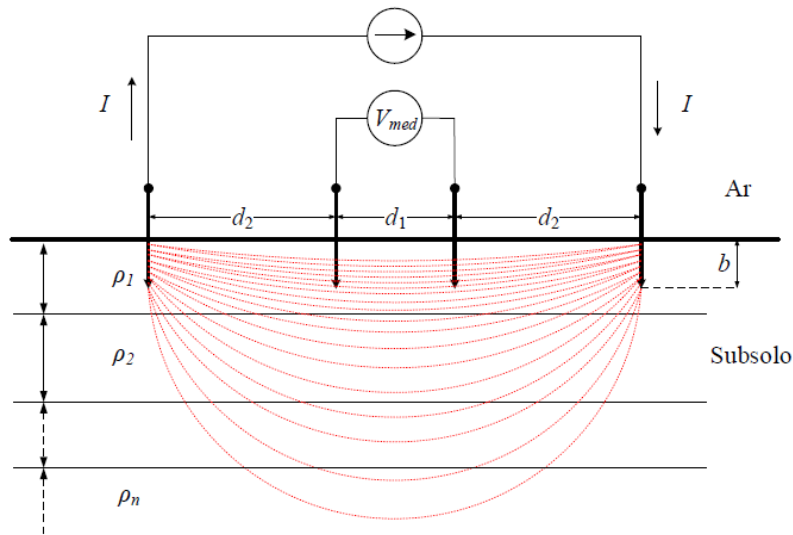 I
V_med
I
Ar
d_2 d_1 d_2
b
ρ_1
ρ_2
Subsolo
ρ_n